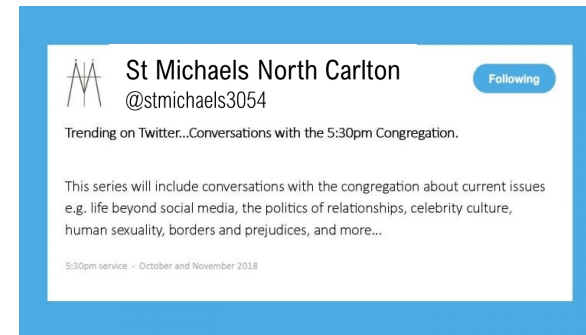 St Michaels North Carlton
@stmichaels3054
Following
Trending on Twitter...Conversations with the 5:30pm Congregation.
This series will include conversations with the congregation about current issues
e.g. life beyond social media, the politics of relationships, celebrity culture,
human sexuality, borders and prejudices, and more...
5:30pm service - October and November 2018